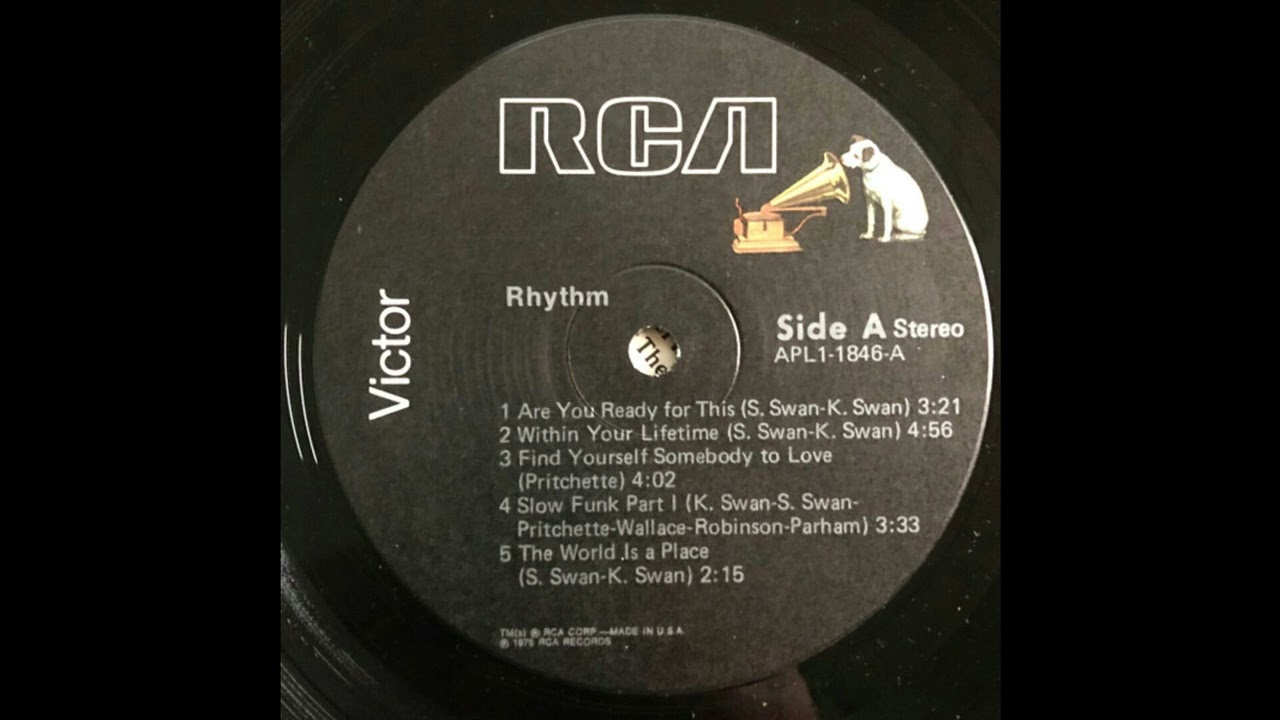 RCA
Victor
Rhythm
Side A Stereo
APL1-1846-A
The
1 Are You Ready for This (S. Swan-K. Swan) 3:21
2 Within Your Lifetime (S. Swan-K. Swan) 4:56
3 Find Yourself Somebody to Love
(Pritchette) 4:02
4 Slow Funk Part I (K. Swan-S. Swan-
Pritchette-Wallace-Robinson-Parham) 3:33
5 The World Is a Place
(S. Swan-K. Swan) 2:15
TM(s) ® RCA CORP.—MADE IN U.S.A.
℗ 1975 RCA RECORDS